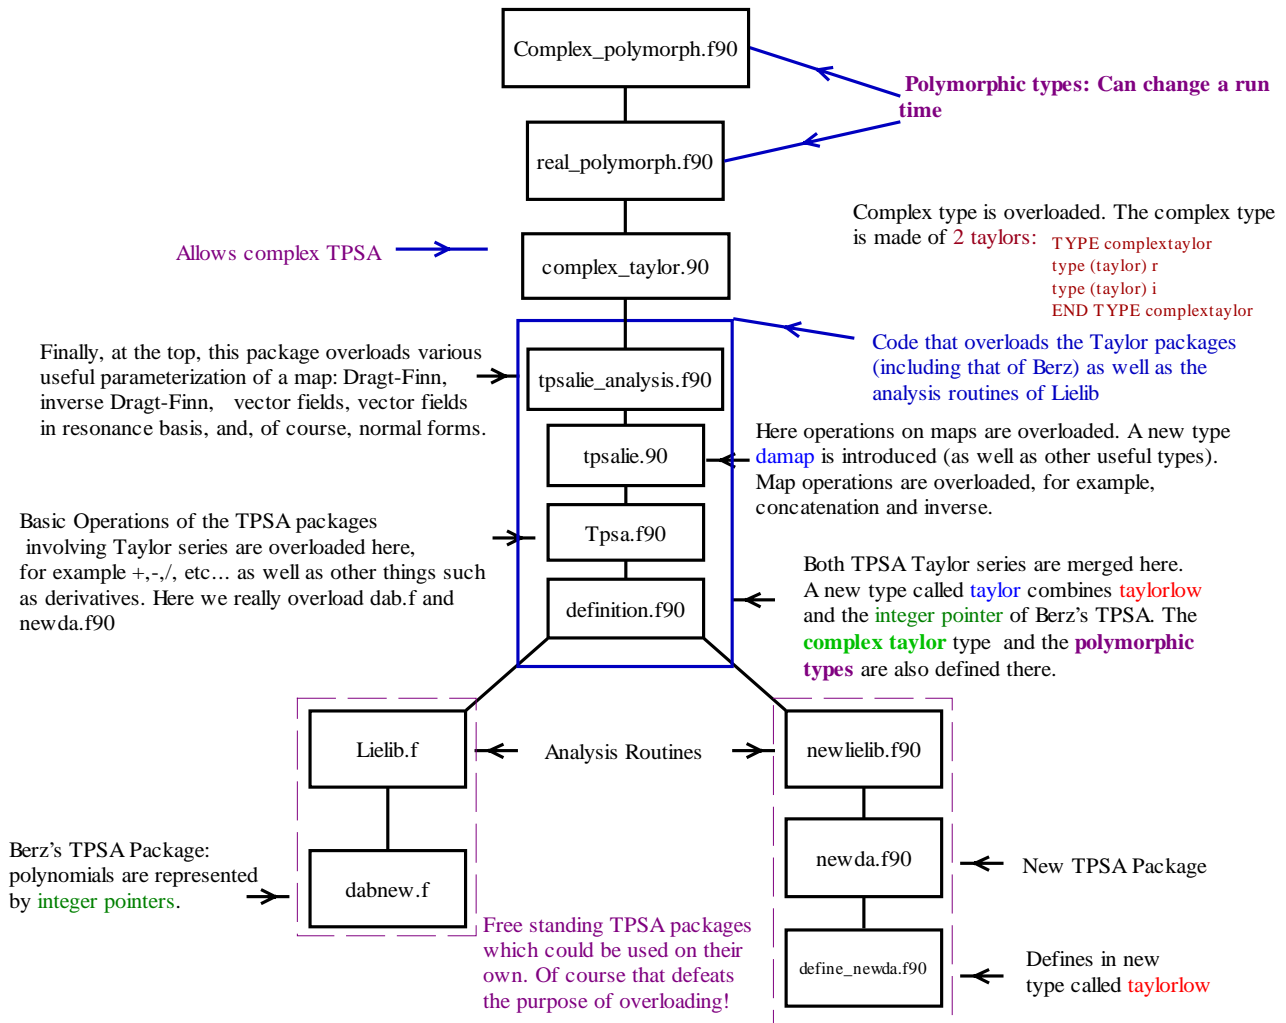 Complex_polymorph.f90
Polymorphic types: Can change a run
time
real_polymorph.f90
Complex type is overloaded. The complex type
is made of 2 taylors:
TYPE complextaylor
type (taylor) r
type (taylor) i
END TYPE complextaylor
Allows complex TPSA
complex_taylor.90
Code that overloads the Taylor packages
(including that of Berz) as well as the
analysis routines of Lielib
Finally, at the top, this package overloads various
useful parameterization of a map: Dragt-Finn,
inverse Dragt-Finn, vector fields, vector fields
in resonance basis, and, of course, normal forms.
tpsalie_analysis.f90
Here operations on maps are overloaded. A new type
damap is introduced (as well as other useful types).
Map operations are overloaded, for example,
concatenation and inverse.
tpsalie.90
Basic Operations of the TPSA packages
involving Taylor series are overloaded here,
for example +,-,/, etc... as well as other things such
as derivatives. Here we really overload dab.f and
newda.f90
Tpsa.f90
definition.f90
Both TPSA Taylor series are merged here.
A new type called taylor combines taylorlow
and the integer pointer of Berz's TPSA. The
complex taylor type and the polymorphic
types are also defined there.
Lielib.f
Analysis Routines
newlielib.f90
Berz's TPSA Package:
polynomials are represented
by integer pointers.
dabnew.f
newda.f90
New TPSA Package
Free standing TPSA packages
which could be used on their
own. Of course that defeats
the purpose of overloading!
define_newda.f90
Defines in new
type called taylorlow